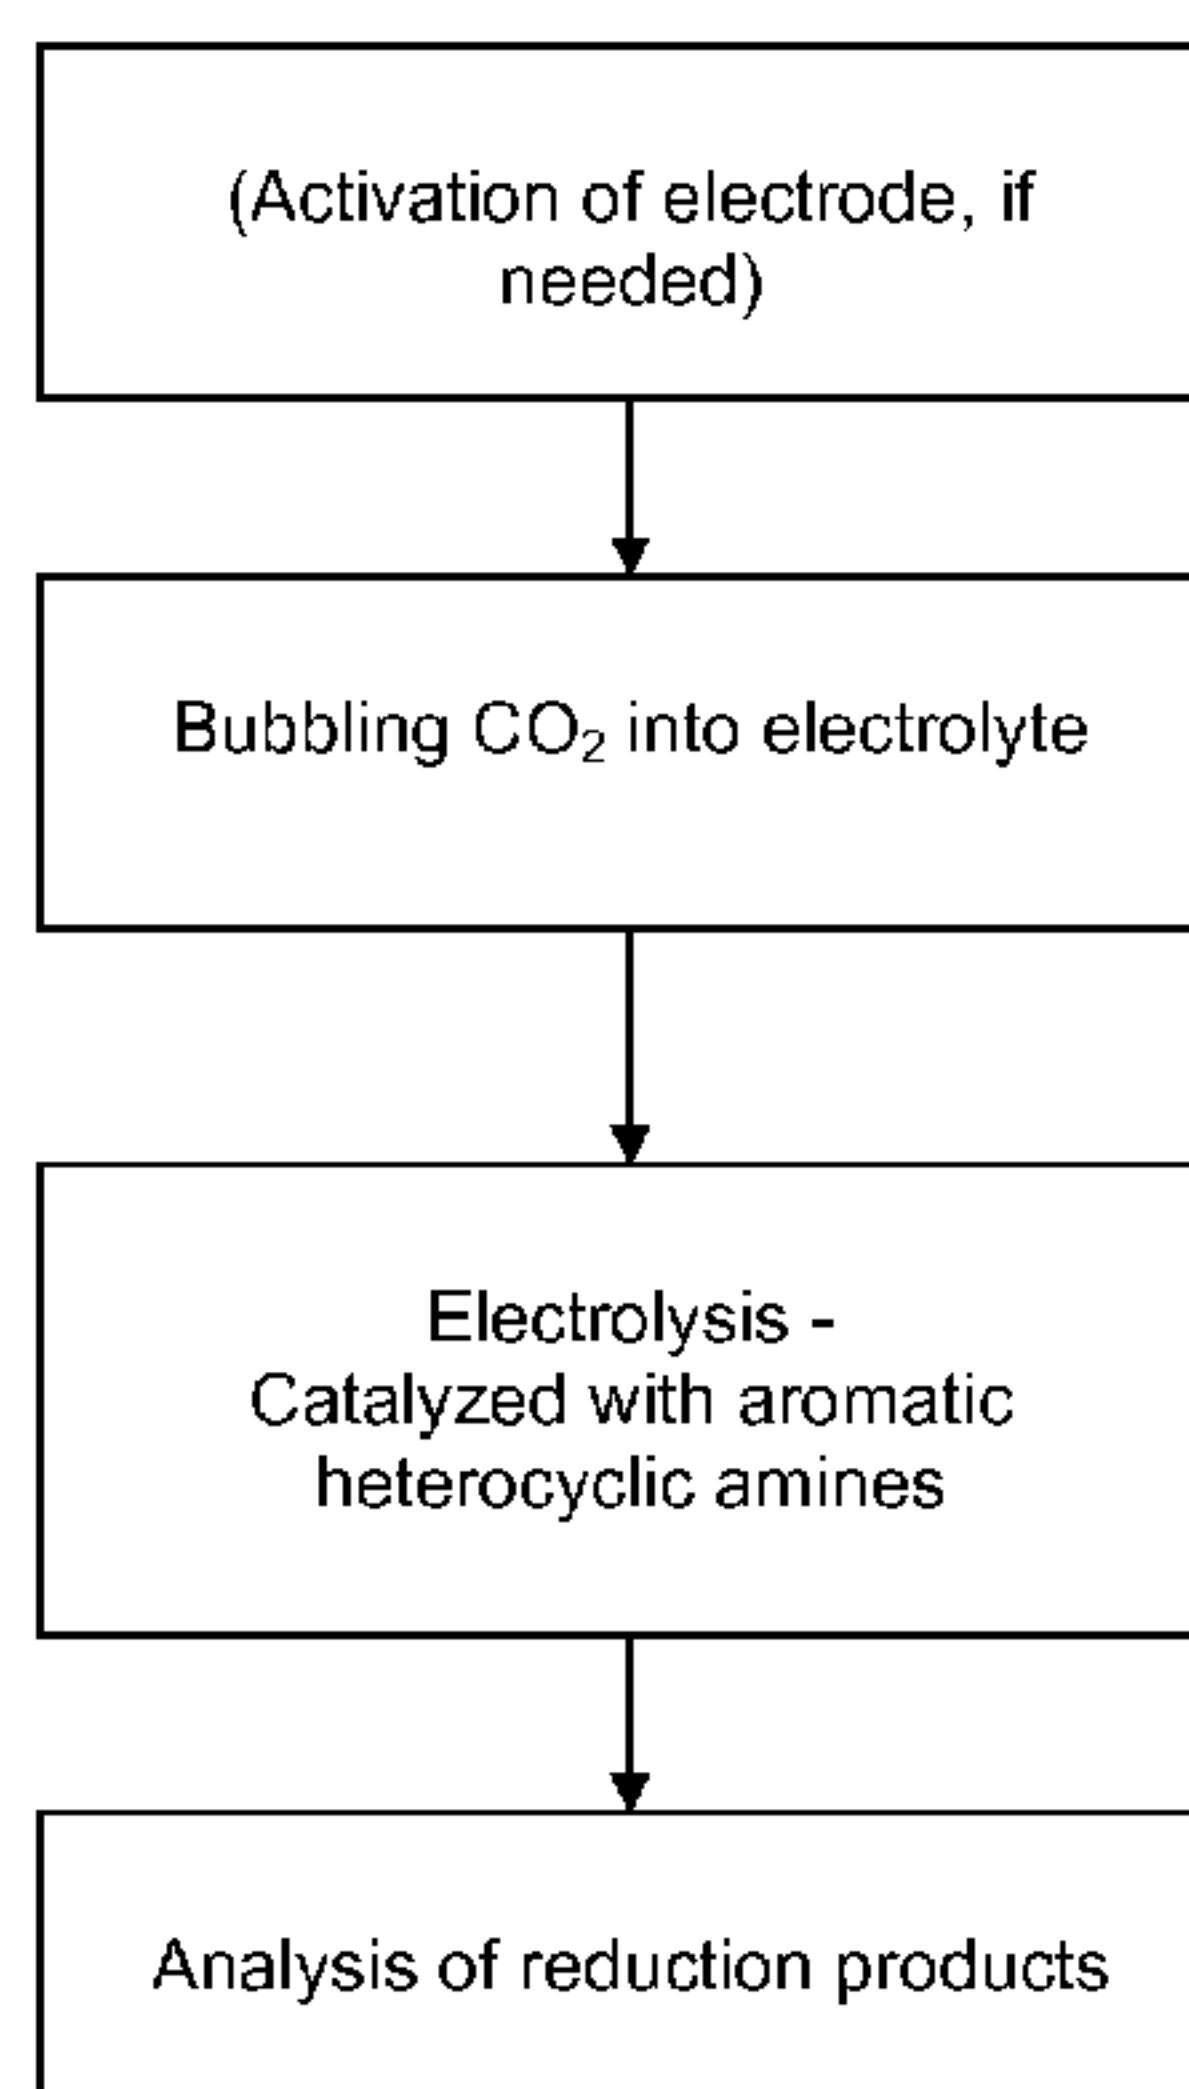 (Activation of electrode, if
needed)
Bubbling CO₂ into electrolyte
Electrolysis -
Catalyzed with aromatic
heterocyclic amines
Analysis of reduction products